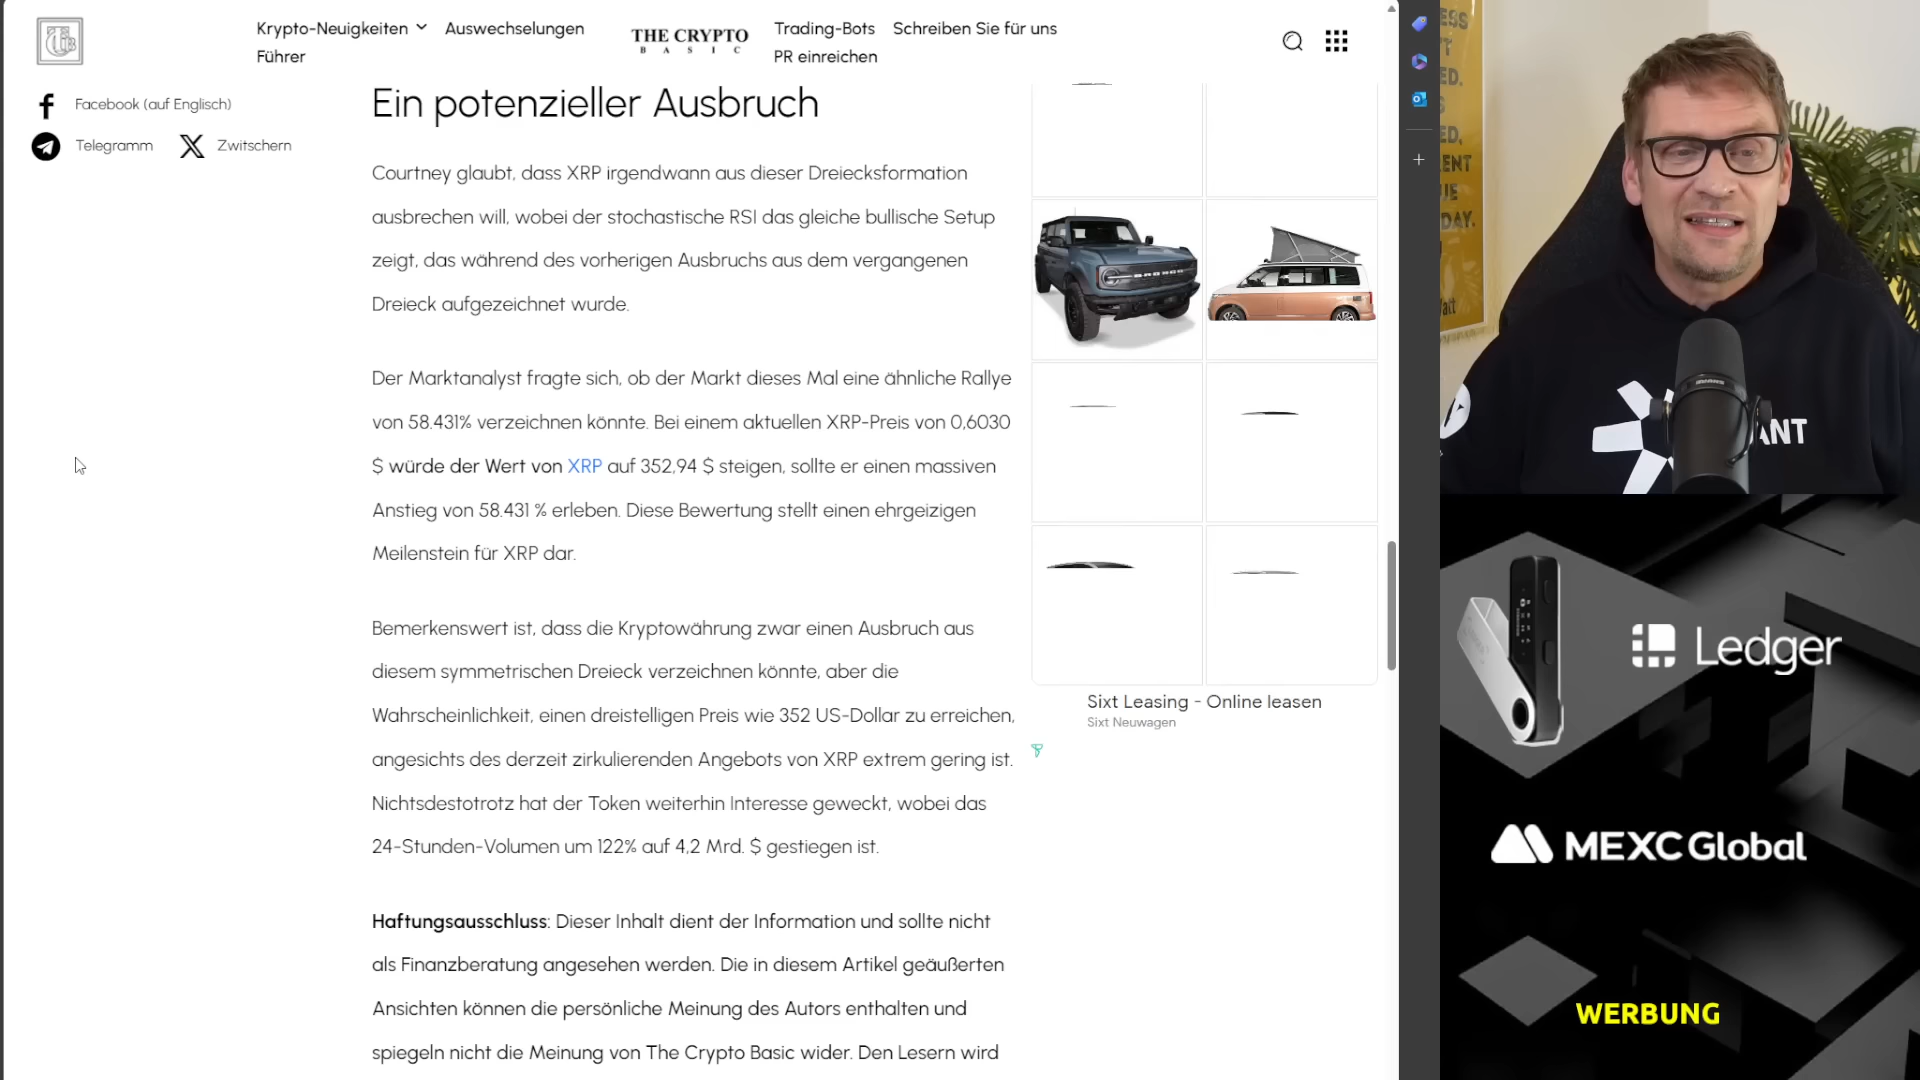 Krypto-Neuigkeiten
Auswechselungen
Führer
THE CRYPTO
BASIC
Trading-Bots
Schreiben Sie für uns
PR einreichen
Facebook (auf Englisch)
Telegramm
Zwitschern
Ein potenzieller Ausbruch
Courtney glaubt, dass XRP irgendwann aus dieser Dreiecksformation
ausbrechen will, wobei der stochastische RSI das gleiche bullische Setup
zeigt, das während des vorherigen Ausbruchs aus dem vergangenen
Dreieck aufgezeichnet wurde.
Der Marktanalyst fragte sich, ob der Markt dieses Mal eine ähnliche Rallye
von 58.431% verzeichnen könnte. Bei einem aktuellen XRP-Preis von 0,6030
$ würde der Wert von XRP auf 352,94 $ steigen, sollte er einen massiven
Anstieg von 58.431 % erleben. Diese Bewertung stellt einen ehrgeizigen
Meilenstein für XRP dar.
Bemerkenswert ist, dass die Kryptowährung zwar einen Ausbruch aus
diesem symmetrischen Dreieck verzeichnen könnte, aber die
Wahrscheinlichkeit, einen dreistelligen Preis wie 352 US-Dollar zu erreichen,
angesichts des derzeit zirkulierenden Angebots von XRP extrem gering ist.
Nichtsdestotrotz hat der Token weiterhin Interesse geweckt, wobei das
24-Stunden-Volumen um 122% auf 4,2 Mrd. $ gestiegen ist.
Haftungsausschluss: Dieser Inhalt dient der Information und sollte nicht
als Finanzberatung angesehen werden. Die in diesem Artikel geäußerten
Ansichten können die persönliche Meinung des Autors enthalten und
spiegeln nicht die Meinung von The Crypto Basic wider. Den Lesern wird
BRONCO
Sixt Leasing - Online leasen
Sixt Neuwagen
ANT
Ledger
MEXC Global
WERBUNG